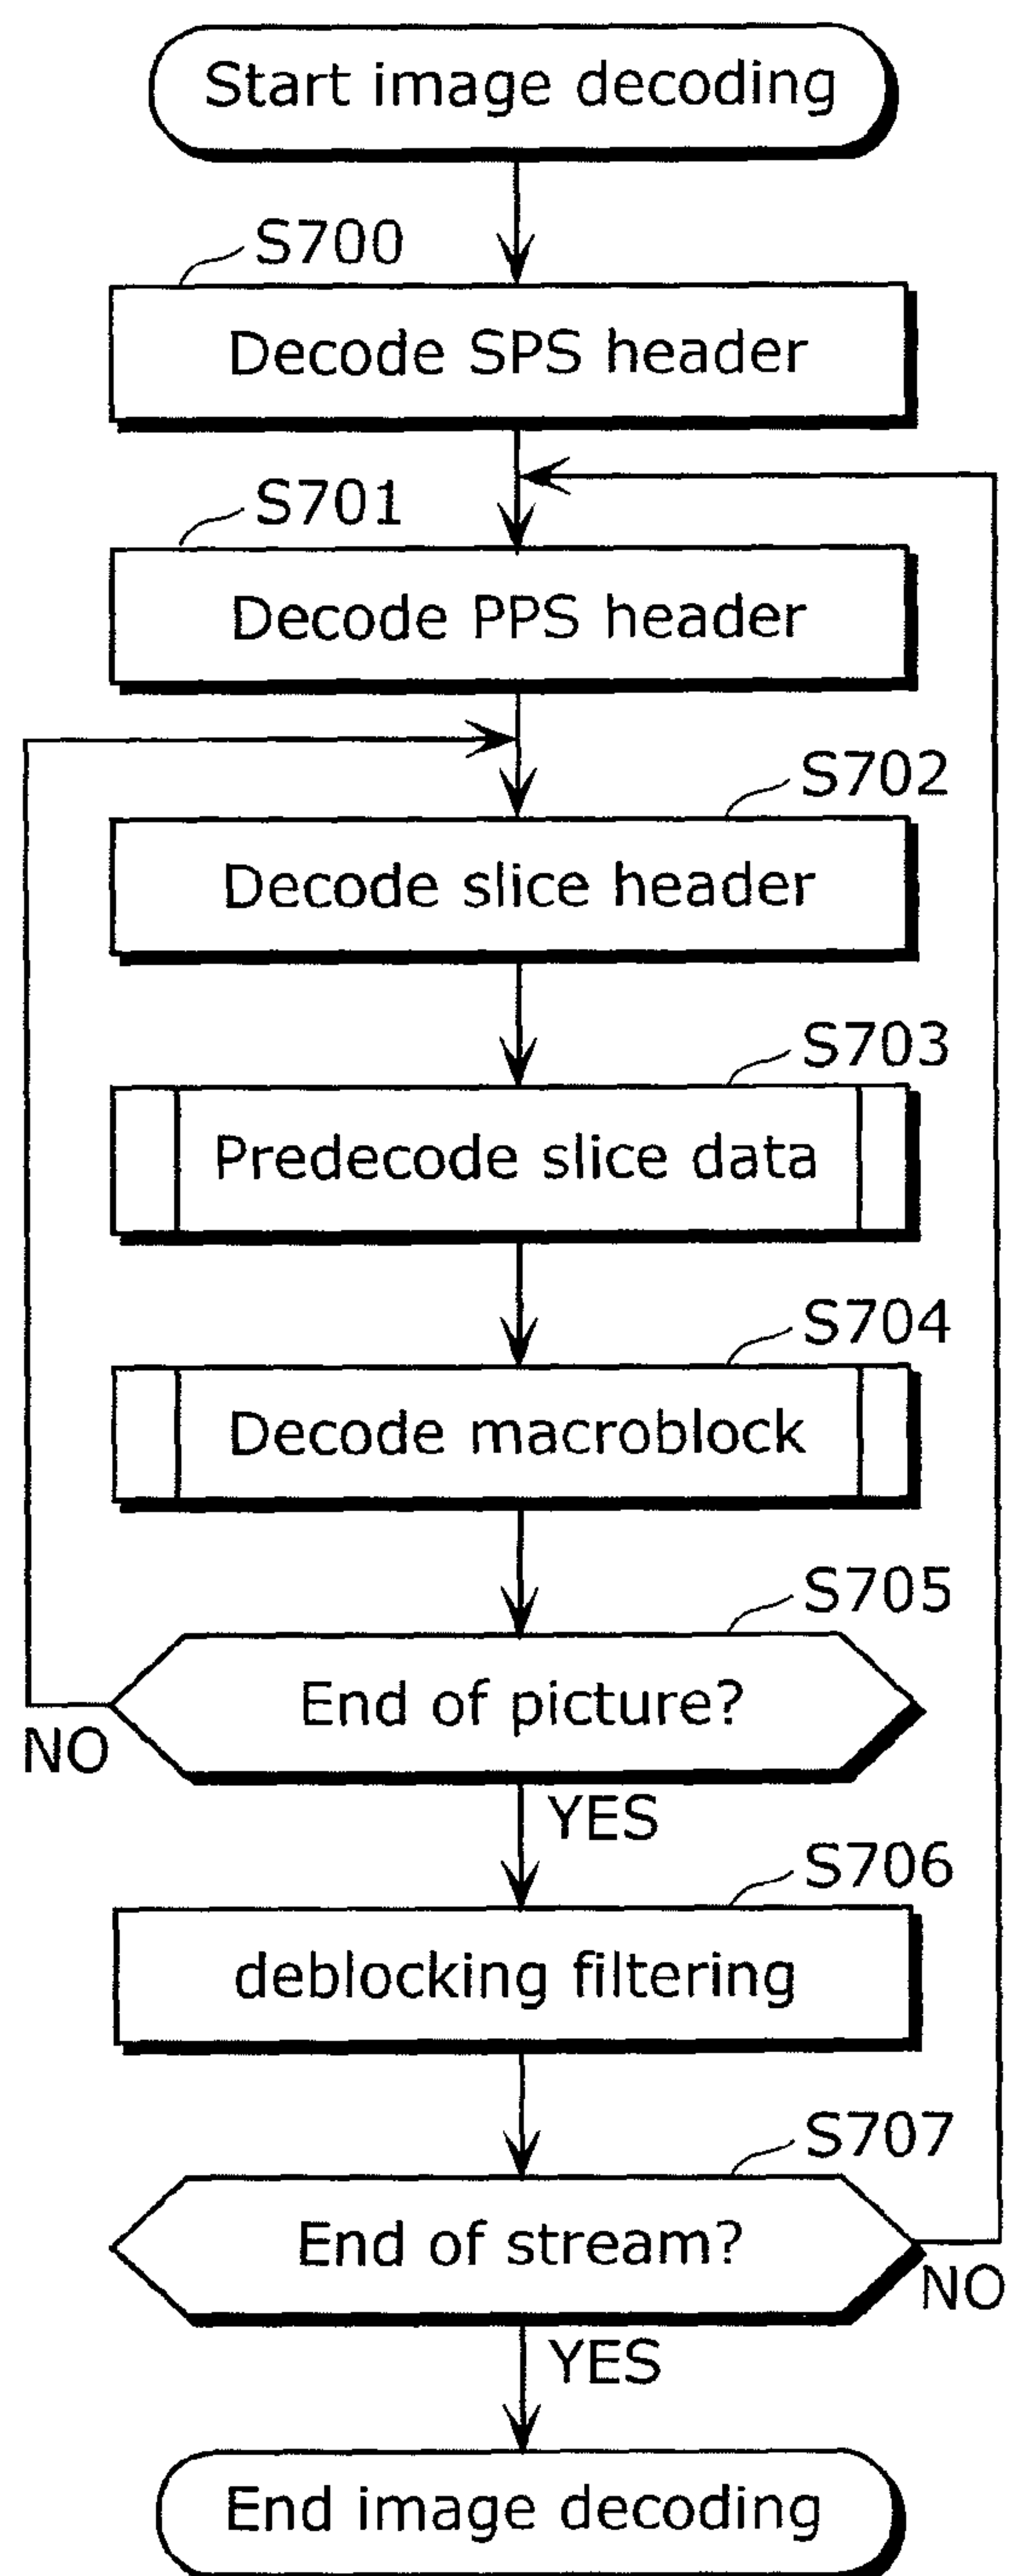 Start image decoding
S700
Decode SPS header
S701
Decode PPS header
S702
Decode slice header
S703
Predecode slice data
S704
Decode macroblock
S705
End of picture?
NO
YES
S706
deblocking filtering
S707
End of stream?
NO
YES
End image decoding